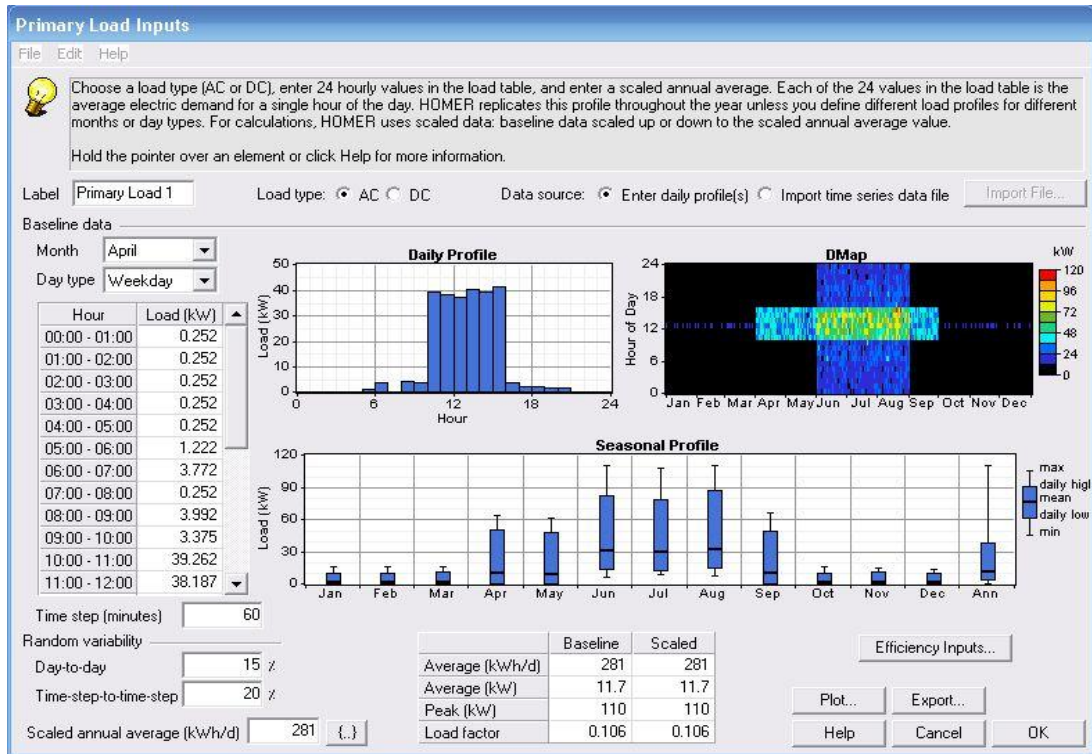 Primary Load Inputs
File Edit Help
Choose a load type (AC or DC), enter 24 hourly values in the load table, and enter a scaled annual average. Each of the 24 values in the load table is the
average electric demand for a single hour of the day. HOMER replicates this profile throughout the year unless you define different load profiles for different
months or day types. For calculations, HOMER uses scaled data: baseline data scaled up or down to the scaled annual average value.
Hold the pointer over an element or click Help for more information.
Label Primary Load 1 Load type: AC DC Data source: Enter daily profile(s) Import time series data file Import File...
Baseline data
Month April
Day type Weekday
Hour Load (kW)
00:00 - 01:00 0.252
01:00 - 02:00 0.252
02:00 - 03:00 0.252
03:00 - 04:00 0.252
04:00 - 05:00 0.252
05:00 - 06:00 1.222
06:00 - 07:00 3.772
07:00 - 08:00 0.252
08:00 - 09:00 3.992
09:00 - 10:00 3.375
10:00 - 11:00 39.262
11:00 - 12:00 38.187
Time step (minutes) 60
Random variability
Day-to-day 15 %
Time-step-to-time-step 20 %
Scaled annual average (kWh/d) 281 {..}
Daily Profile
Load (kW)
50
40
30
20
10
0
0 6 12 18 24
Hour
DMap
Hour of Day
24
18
12
6
0
Jan Feb Mar Apr May Jun Jul Aug Sep Oct Nov Dec
kW
120
96
72
48
24
0
Seasonal Profile
Load (kW)
120
90
60
30
0
Jan Feb Mar Apr May Jun Jul Aug Sep Oct Nov Dec Ann
max
daily higl
mean
daily low
min
Baseline Scaled
Average (kWh/d) 281 281
Average (kW) 11.7 11.7
Peak (kW) 110 110
Load factor 0.106 0.106
Efficiency Inputs...
Plot... Export...
Help Cancel OK